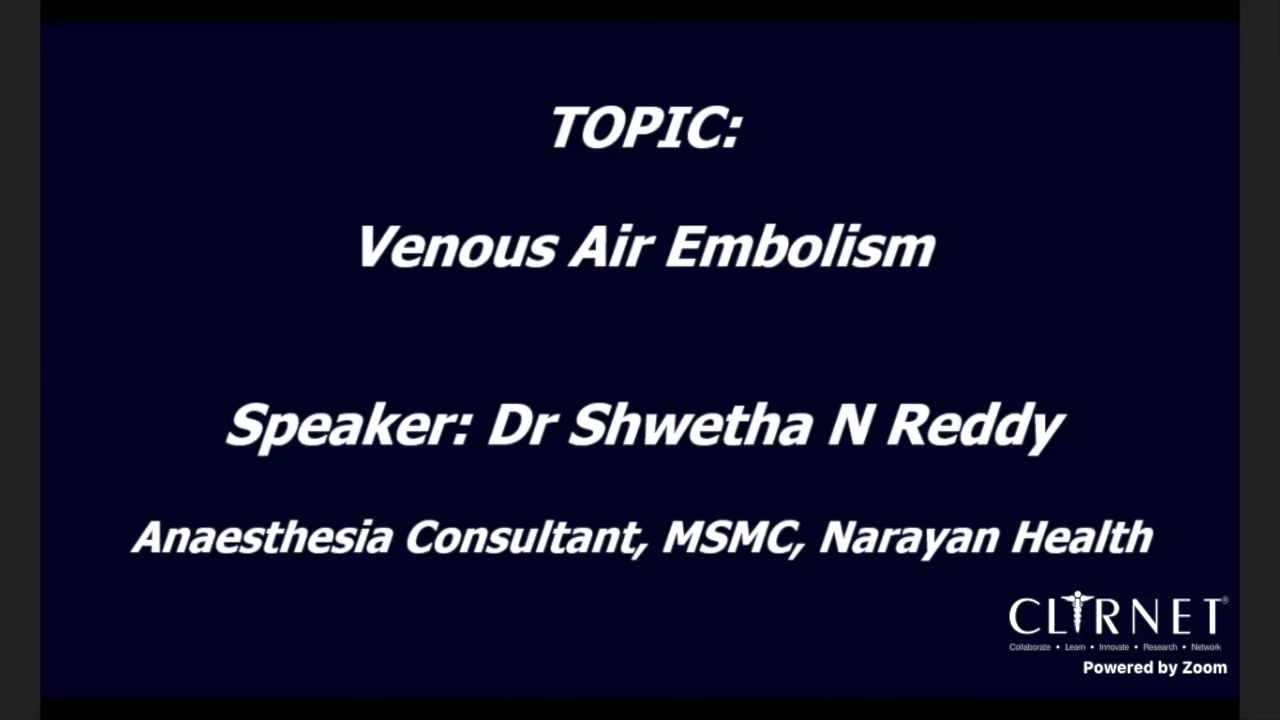 TOPIC:
Venous Air Embolism
Speaker: Dr Shwetha N Reddy
Anaesthesia Consultant, MSMC, Narayan Health
CLIRNET®
Collaborate • Learn • Innovate • Research • Network
Powered by Zoom